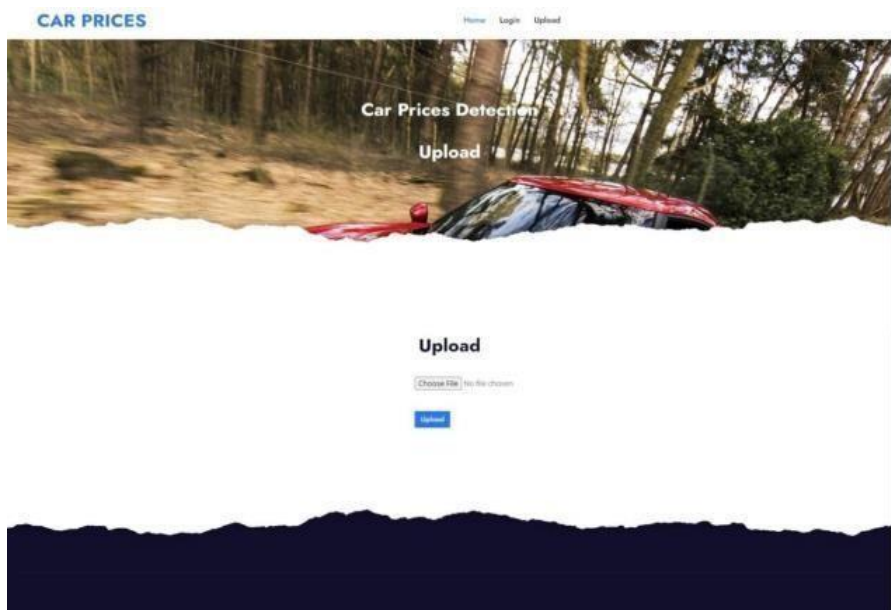 CAR PRICES
Home Login Upload
Car Prices Detection
Upload
Upload
Choose File No file chosen
Upload